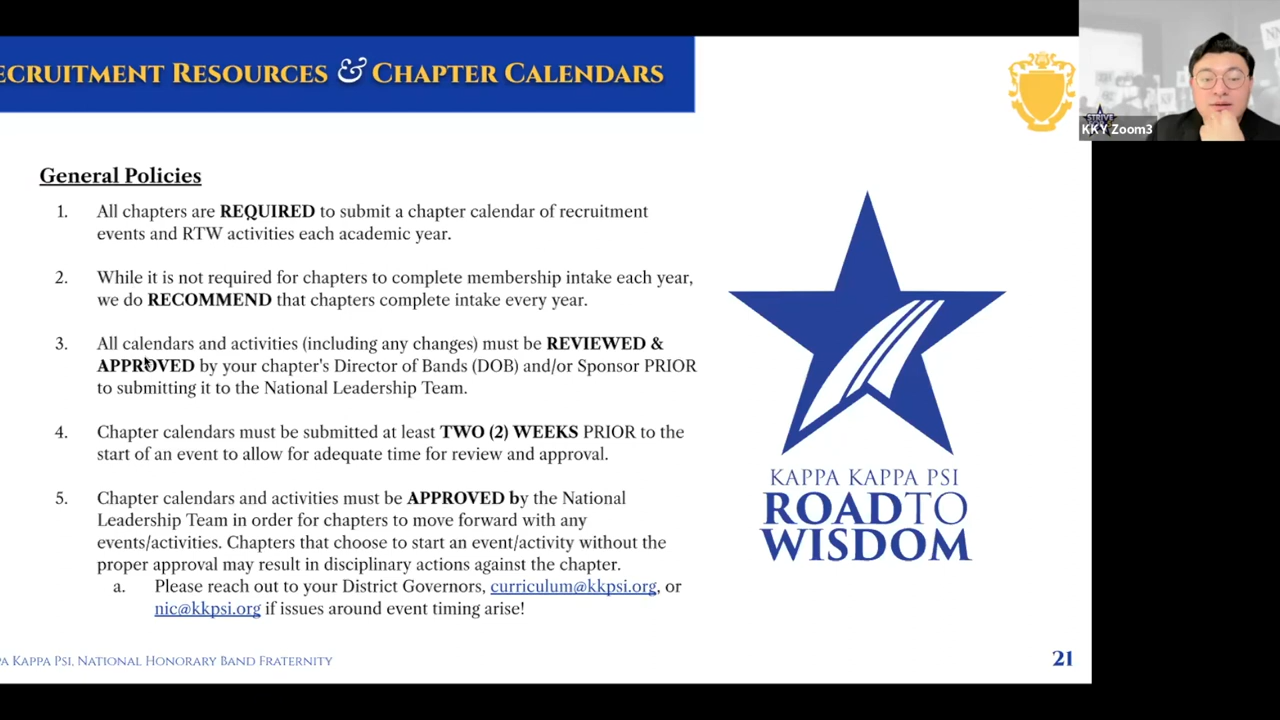 ECRUITMENT RESOURCES & CHAPTER CALENDARS
STRIVE
KKY Zoom3
General Policies
1. All chapters are REQUIRED to submit a chapter calendar of recruitment
events and RTW activities each academic year.
2. While it is not required for chapters to complete membership intake each year,
we do RECOMMEND that chapters complete intake every year.
3. All calendars and activities (including any changes) must be REVIEWED &
APPROVED by your chapter's Director of Bands (DOB) and/or Sponsor PRIOR
to submitting it to the National Leadership Team.
4. Chapter calendars must be submitted at least TWO (2) WEEKS PRIOR to the
start of an event to allow for adequate time for review and approval.
5. Chapter calendars and activities must be APPROVED by the National
Leadership Team in order for chapters to move forward with any
events/activities. Chapters that choose to start an event/activity without the
proper approval may result in disciplinary actions against the chapter.
a. Please reach out to your District Governors, curriculum@kkpsi.org, or
nic@kkpsi.org if issues around event timing arise!
KAPPA KAPPA PSI
ROAD TO
WISDOM
PA KAPPA PSI, NATIONAL HONORARY BAND FRATERNITY
21